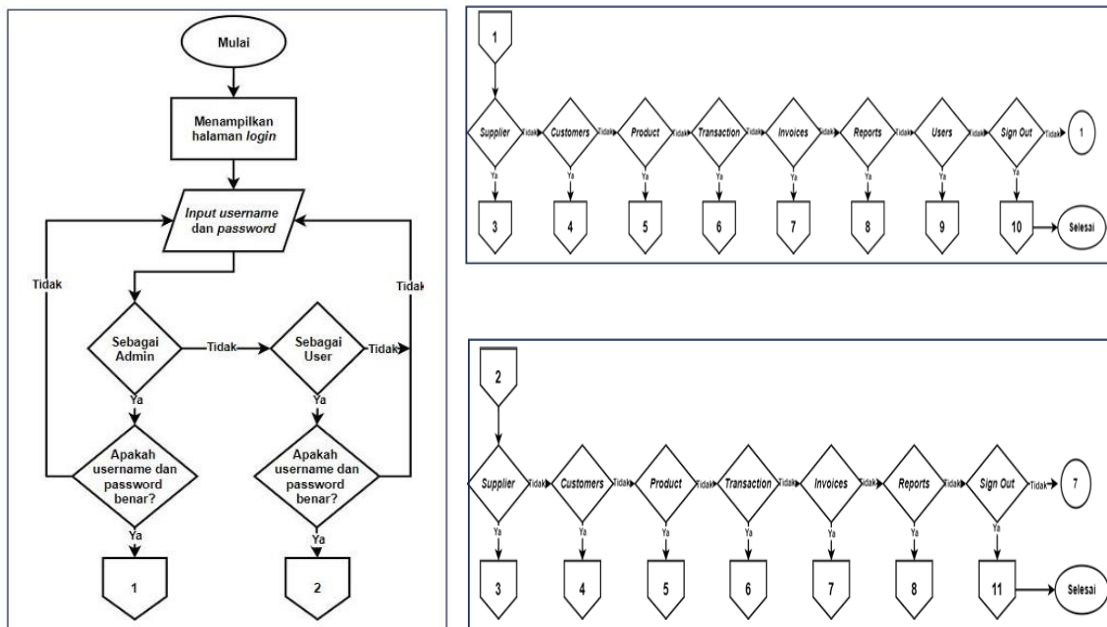 Mulai
Menampilkan
halaman login
Input username
dan password
Tidak
Tidak
Sebagai
Admin
Tidak
Sebagai
User
Tidak
Ya
Ya
Apakah
username dan
password
benar?
Apakah
username dan
password
benar?
Ya
Ya
1
2
1
Supplier
Tidak
Customers
Tidak
Product
Tidak
Transaction
Tidak
Invoices
Tidak
Reports
Tidak
Users
Tidak
Sign Out
Tidak
1
Ya
Ya
Ya
Ya
Ya
Ya
Ya
Ya
3
4
5
6
7
8
9
10
Selesai
2
Supplier
Tidak
Customers
Tidak
Product
Tidak
Transaction
Tidak
Invoices
Tidak
Reports
Tidak
Sign Out
Tidak
7
Ya
Ya
Ya
Ya
Ya
Ya
Ya
3
4
5
6
7
8
11
Selesai